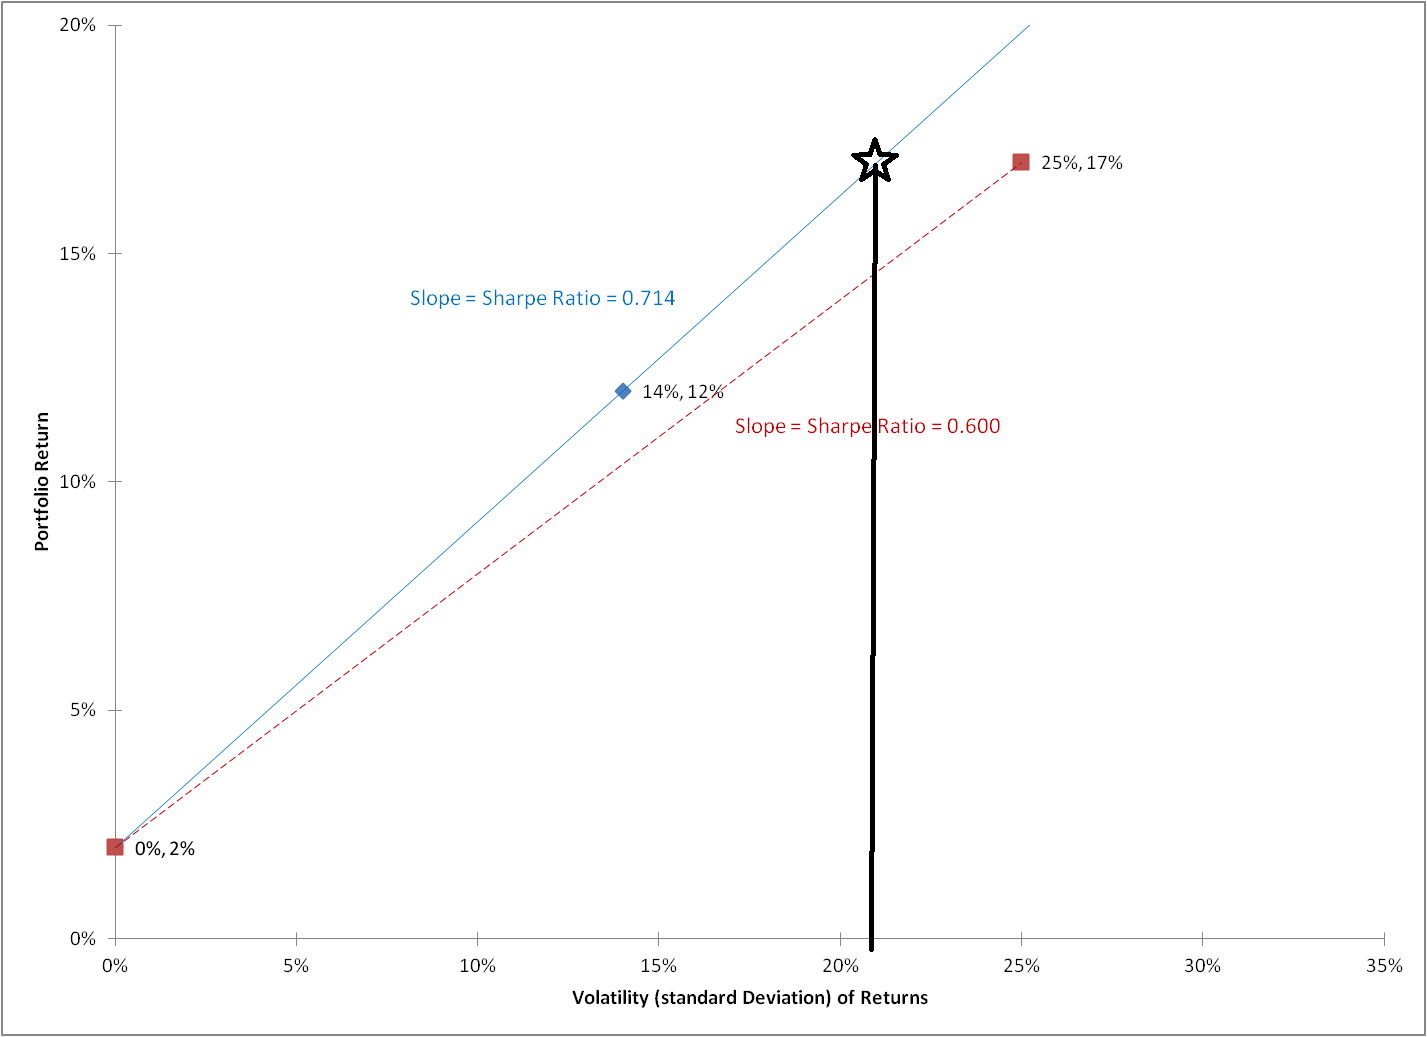 20%
25%, 17%
15%
Slope = Sharpe Ratio = 0.714
14%, 12%
Slope = Sharpe Ratio = 0.600
Portfolio Return
10%
5%
0%, 2%
0%
0% 5% 10% 15% 20% 25% 30% 35%
Volatility (standard Deviation) of Returns